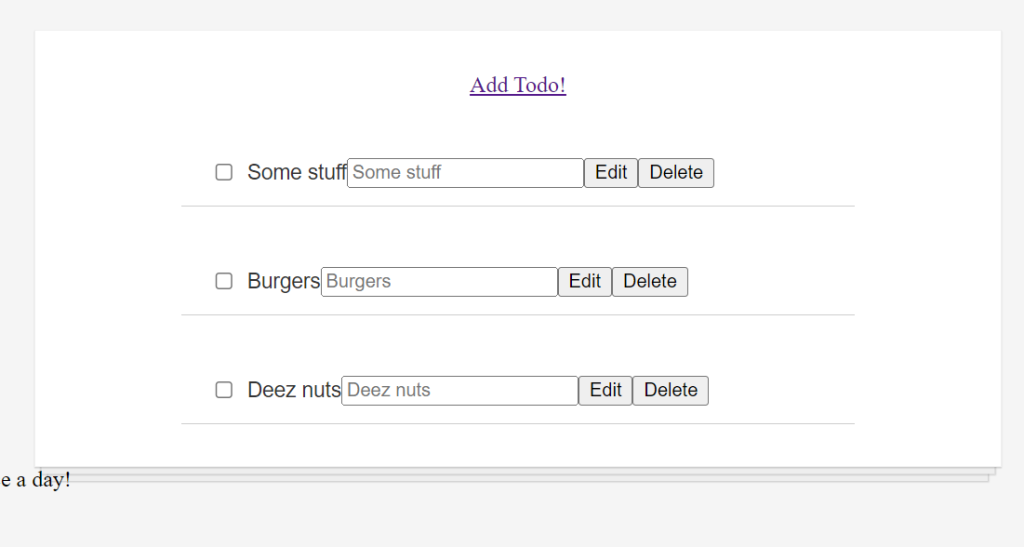 Add Todo!
Some stuff Some stuff Edit Delete
Burgers Burgers Edit Delete
Deez nuts Deez nuts Edit Delete
e a day!